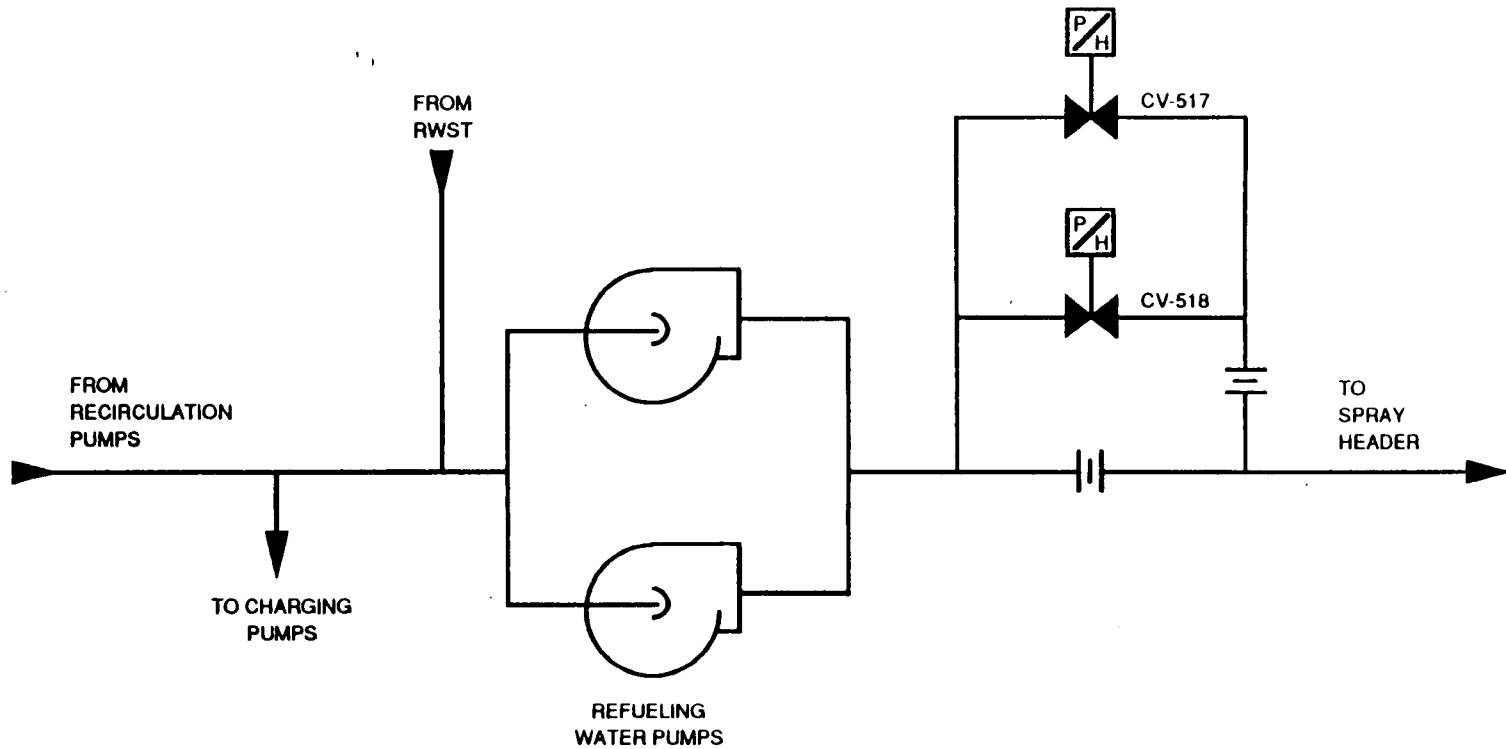 P/H
CV-517
FROM
RWST
P/H
CV-518
FROM
RECIRCULATION
PUMPS
TO
SPRAY
HEADER
TO CHARGING
PUMPS
REFUELING
WATER PUMPS